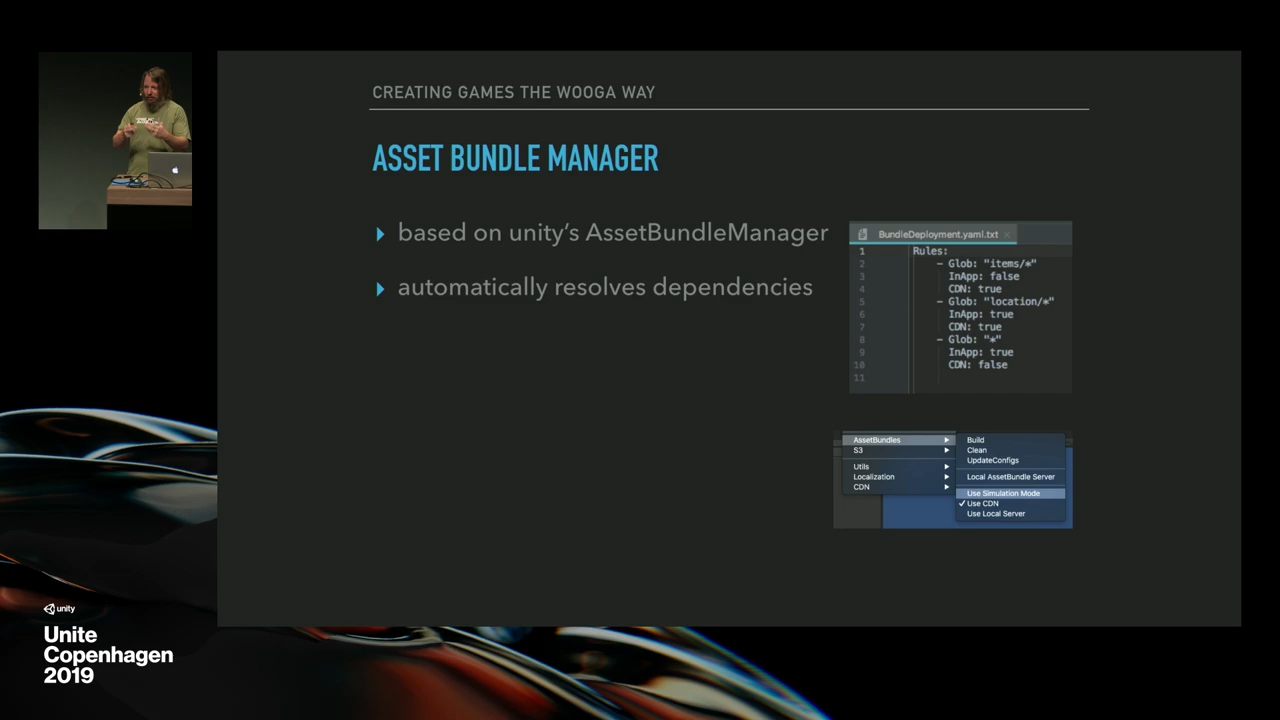 CREATING GAMES THE WOOGA WAY
ASSET BUNDLE MANAGER
based on unity's AssetBundleManager
automatically resolves dependencies
BundleDeployment.yaml.txt ×
1 Rules:
2 - Glob: "items/*"
3 InApp: false
4 CDN: true
5 - Glob: "location/*"
6 InApp: true
7 CDN: true
8 - Glob: "*"
9 InApp: true
10 CDN: false
11
AssetBundles
S3
Utils
Localization
CDN
Build
Clean
UpdateConfigs
Local AssetBundle Server
Use Simulation Mode
✓ Use CDN
Use Local Server
unity
Unite
Copenhagen
2019